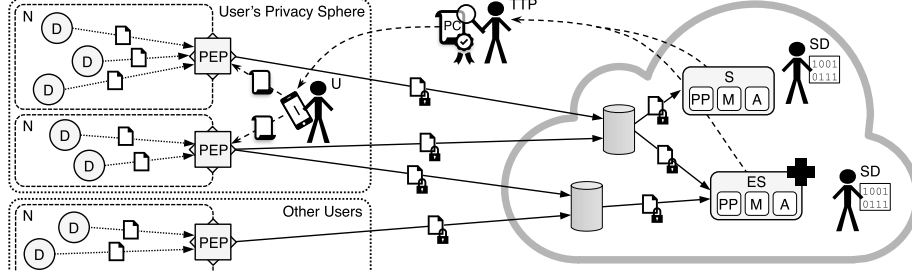 N
User's Privacy Sphere
TTP
D
D
D
PEP
PC
U
SD
1001
0111
S
PP M A
N
D
D
PEP
SD
1001
0111
ES
PP M A
N
Other Users
D
D
PEP